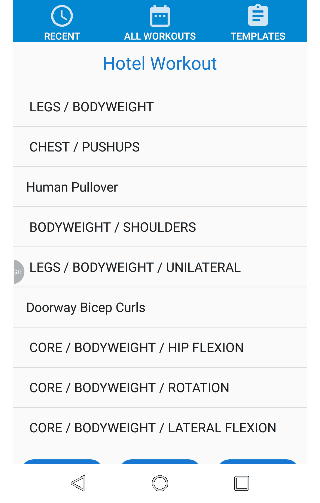 RECENT
ALL WORKOUTS
TEMPLATES
Hotel Workout
LEGS / BODYWEIGHT
CHEST / PUSHUPS
Human Pullover
BODYWEIGHT / SHOULDERS
LEGS / BODYWEIGHT / UNILATERAL
Doorway Bicep Curls
CORE / BODYWEIGHT / HIP FLEXION
CORE / BODYWEIGHT / ROTATION
CORE / BODYWEIGHT / LATERAL FLEXION